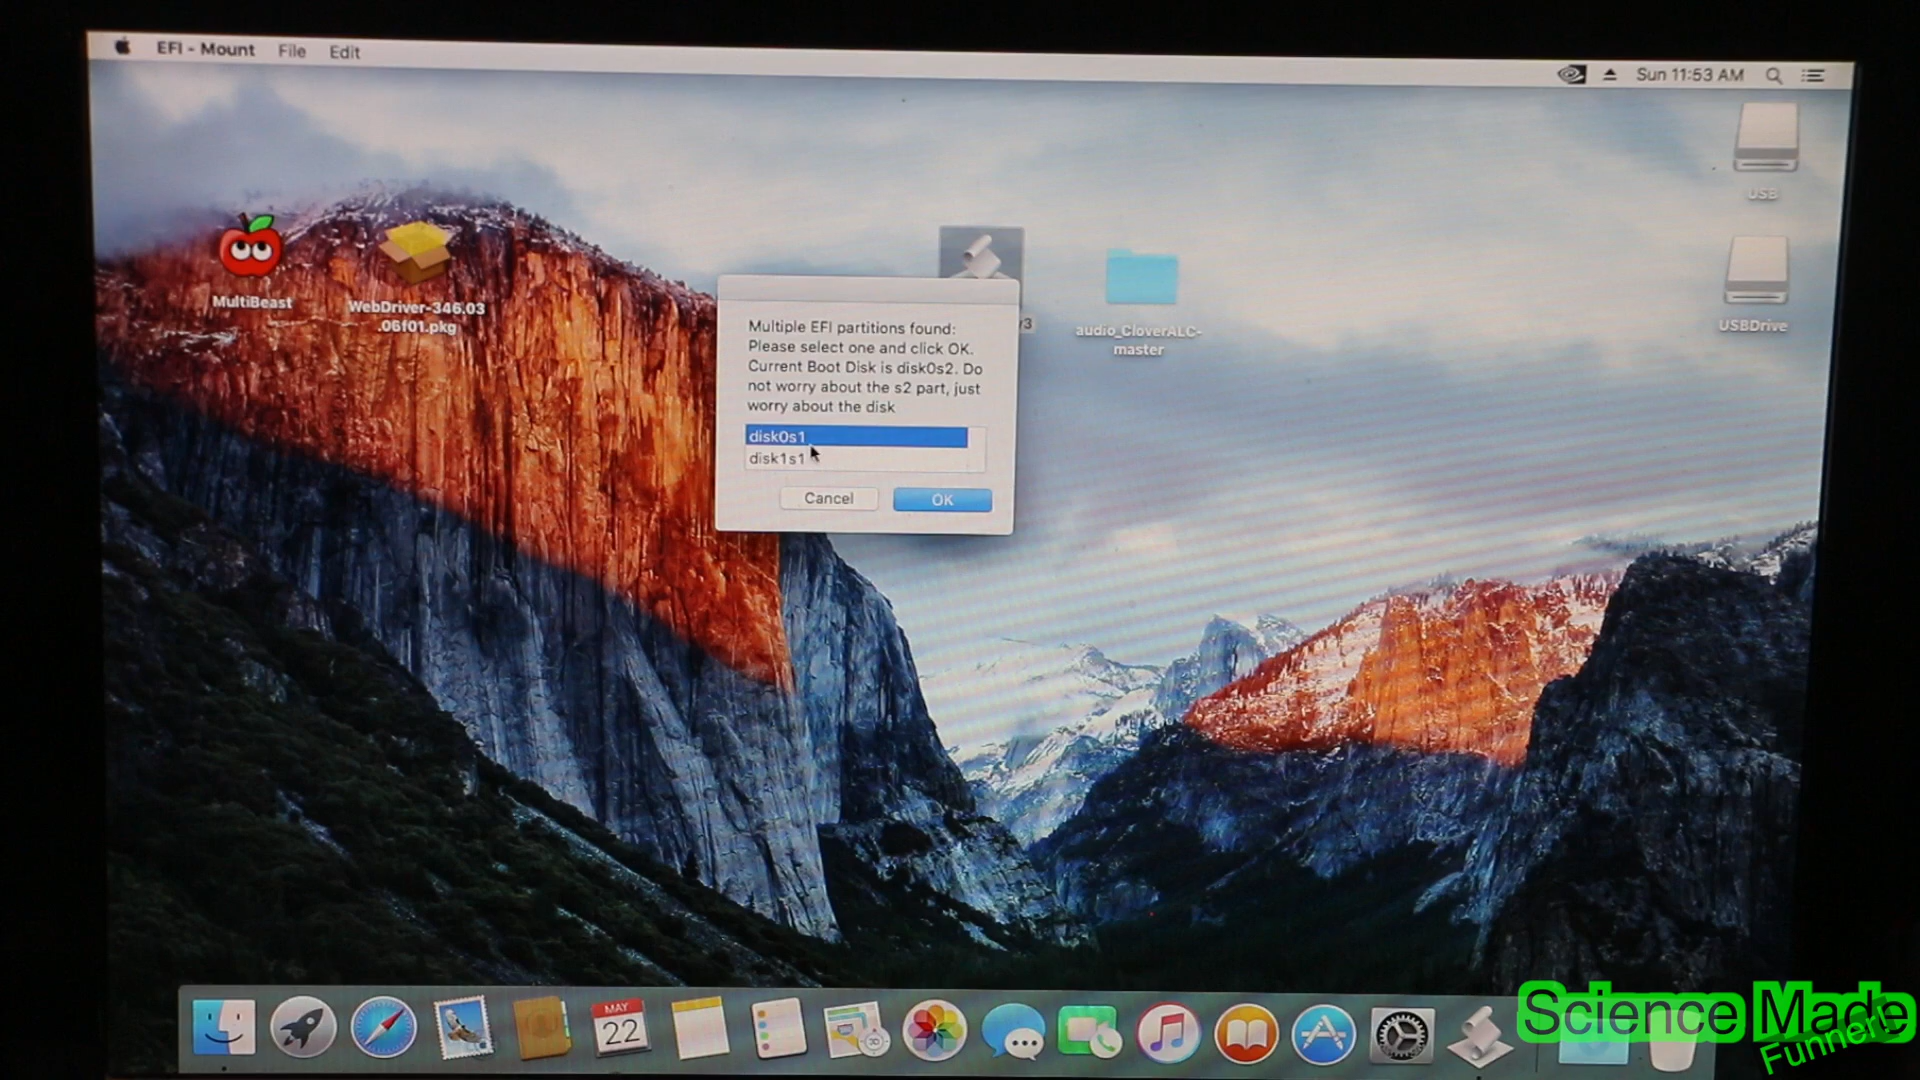 EFI - Mount File Edit
Sun 11:53 AM
USB
MultiBeast
WebDriver-346.03
.06f01.pkg
v3
audio_CloverALC-
master
USBDrive
Multiple EFI partitions found:
Please select one and click OK.
Current Boot Disk is disk0s2. Do
not worry about the s2 part, just
worry about the disk
disk0s1
disk1s1
Cancel OK
MAY
22
Science Made
Funner!